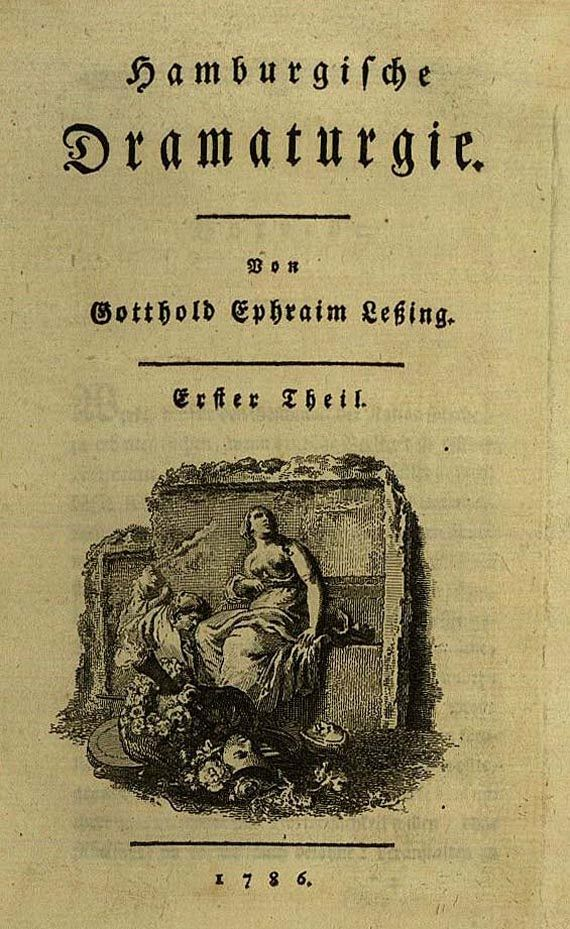 Hamburgische
Dramaturgie.
Von
Gotthold Ephraim Leßing.
Erster Theil.
1786.